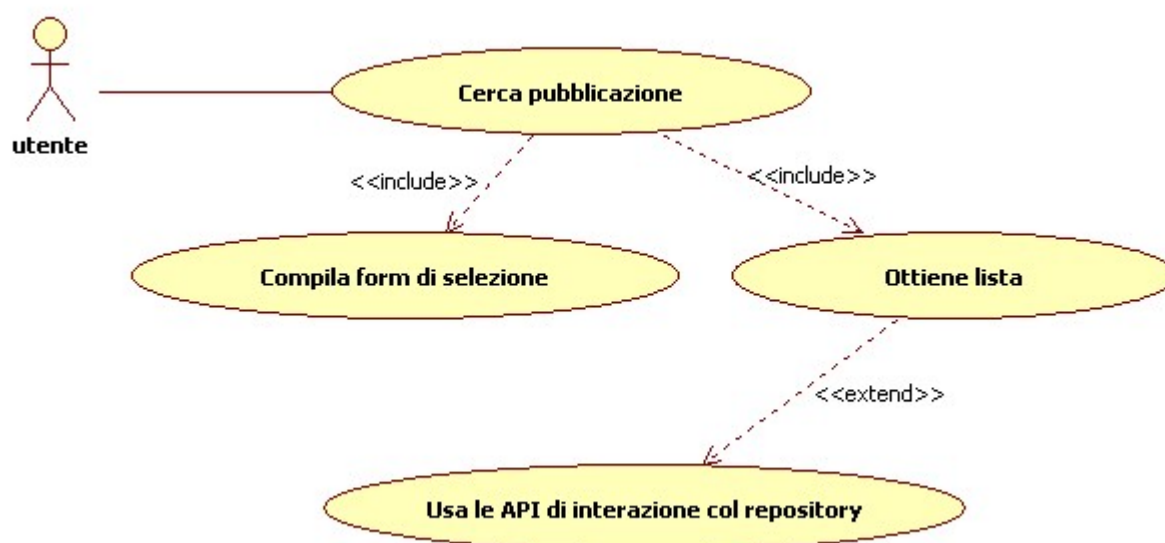 Cerca pubblicazione
utente
<<include>>
<<include>>
Compila form di selezione
Ottiene lista
<<extend>>
Usa le API di interazione col repository